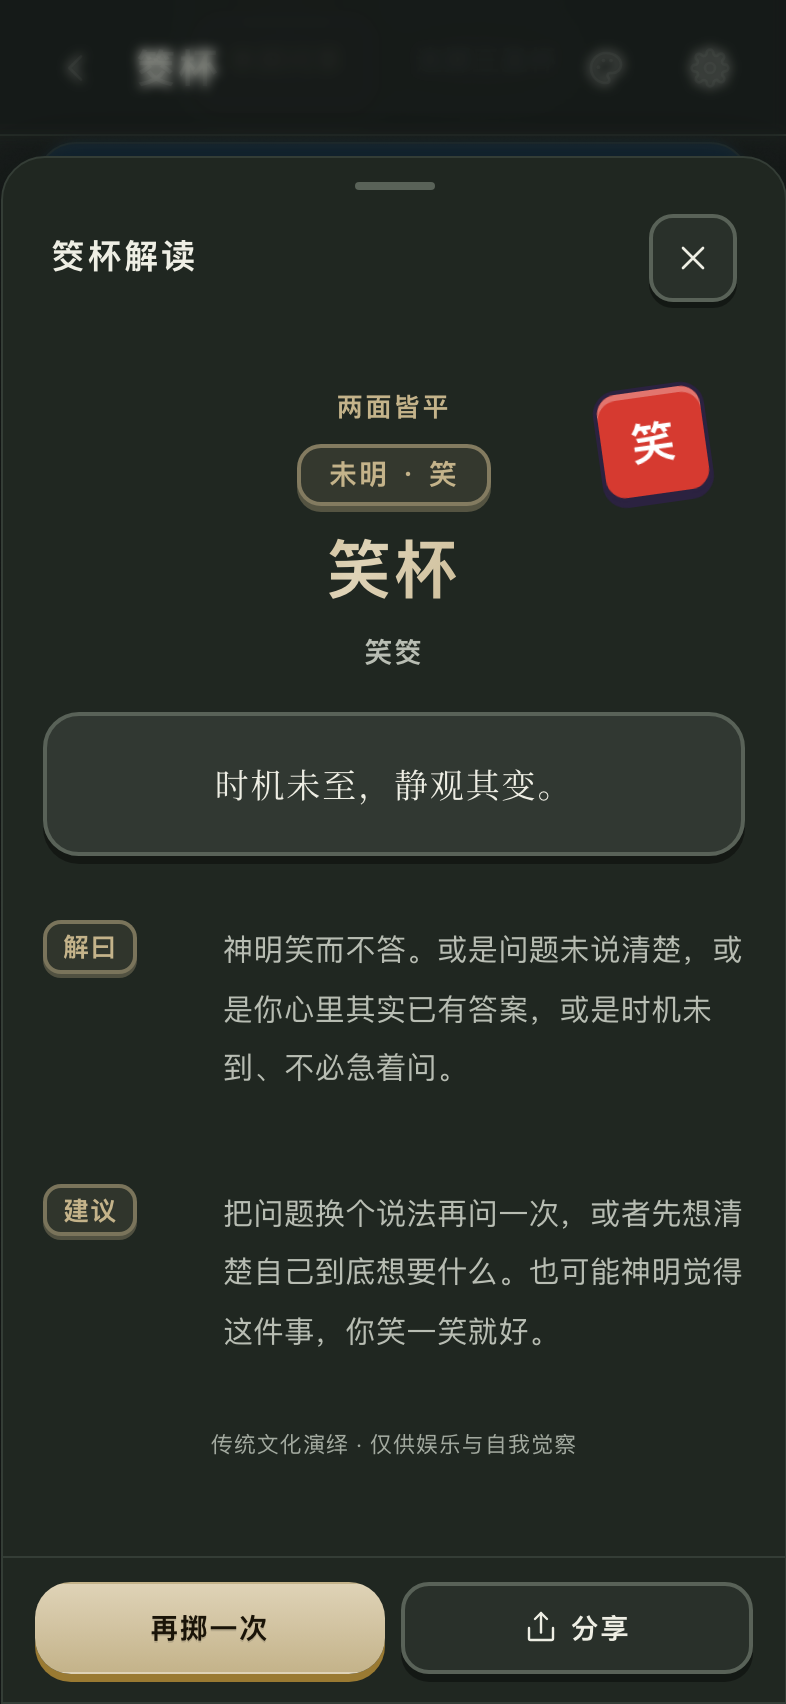 筊杯
筊杯解读
两面皆平
笑
未明 · 笑
笑杯
笑筊
时机未至，静观其变。
解曰
神明笑而不答。或是问题未说清楚，或
是你心里其实已有答案，或是时机未
到、不必急着问。
建议
把问题换个说法再问一次，或者先想清
楚自己到底想要什么。也可能神明觉得
这件事，你笑一笑就好。
传统文化演绎 · 仅供娱乐与自我觉察
再掷一次
分享